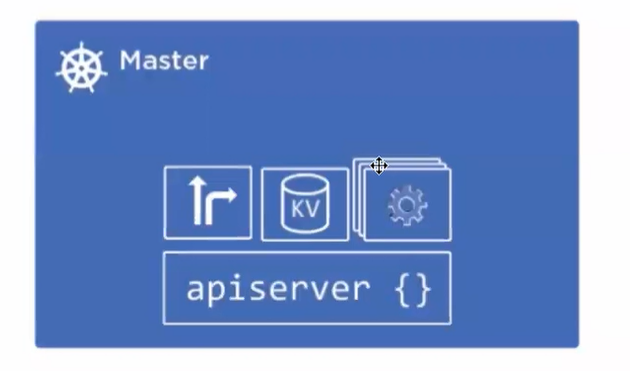 Master
KV
apiserver {}